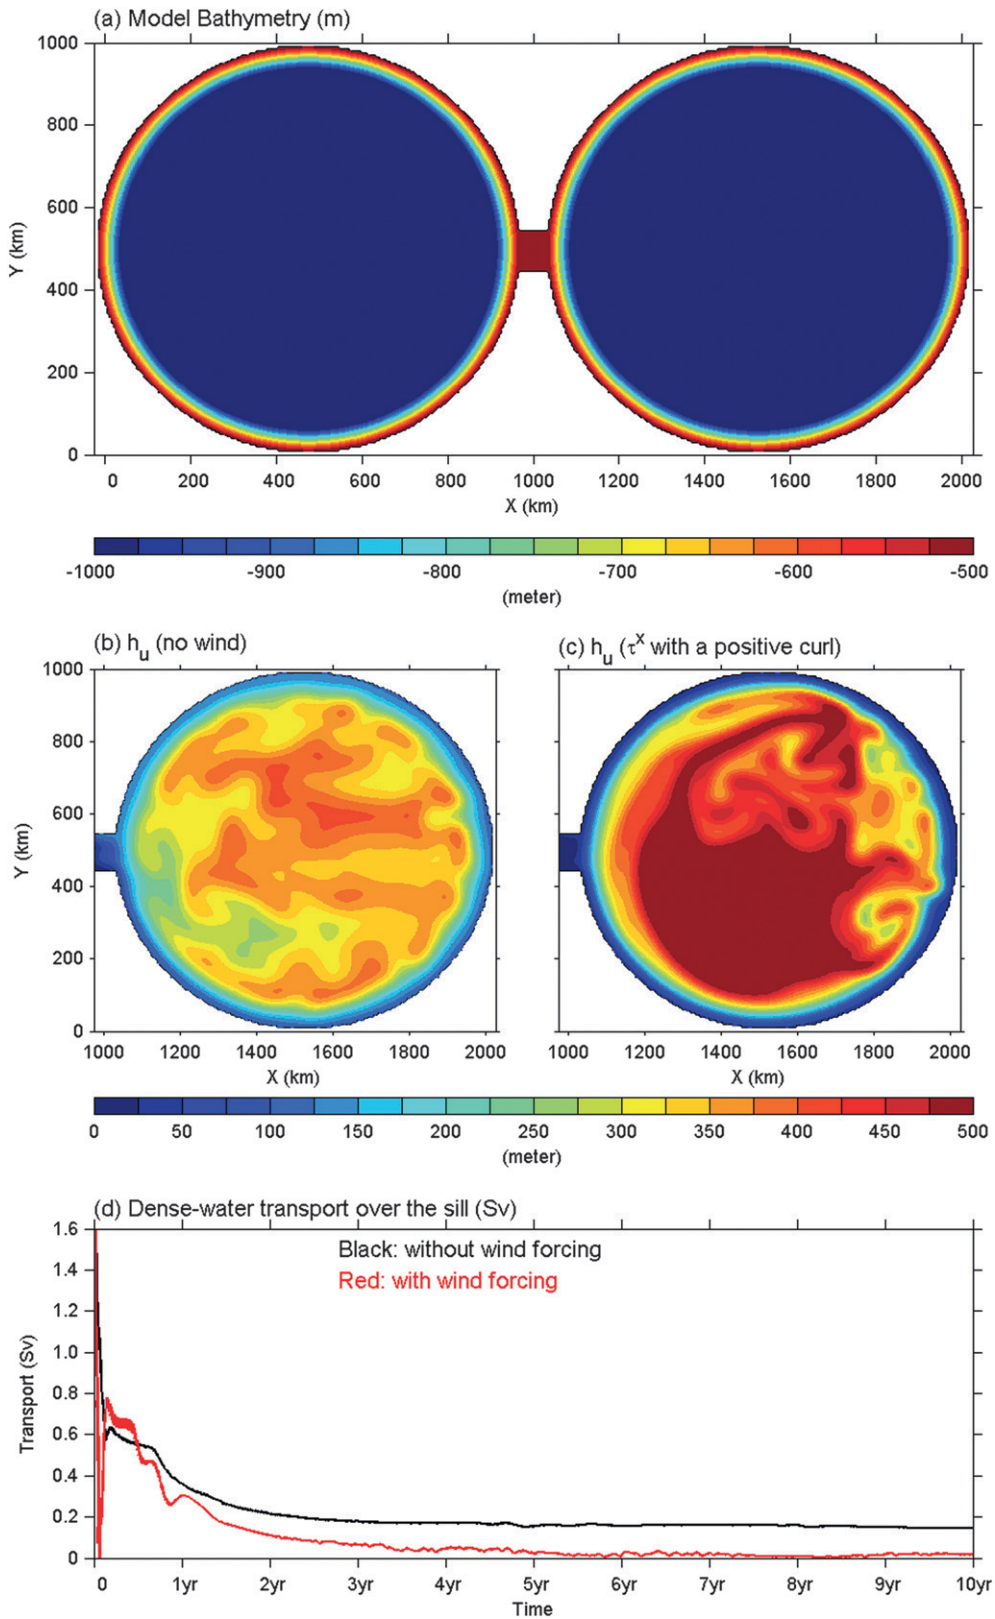 (a) Model Bathymetry (m)
1000
800
600
400
200
0
Y (km)
0 200 400 600 800 1000 1200 1400 1600 1800 2000
X (km)
-1000 -900 -800 -700 -600 -500
(meter)
(b) hu (no wind)
1000
800
600
400
200
0
Y (km)
1000 1200 1400 1600 1800 2000
X (km)
(c) hu (τx with a positive curl)
1000 1200 1400 1600 1800 2000
X (km)
0 50 100 150 200 250 300 350 400 450 500
(meter)
(d) Dense-water transport over the sill (Sv)
Black: without wind forcing
Red: with wind forcing
1.6
1.4
1.2
1.0
0.8
0.6
0.4
0.2
0
Transport (Sv)
0 1yr 2yr 3yr 4yr 5yr 6yr 7yr 8yr 9yr 10yr
Time